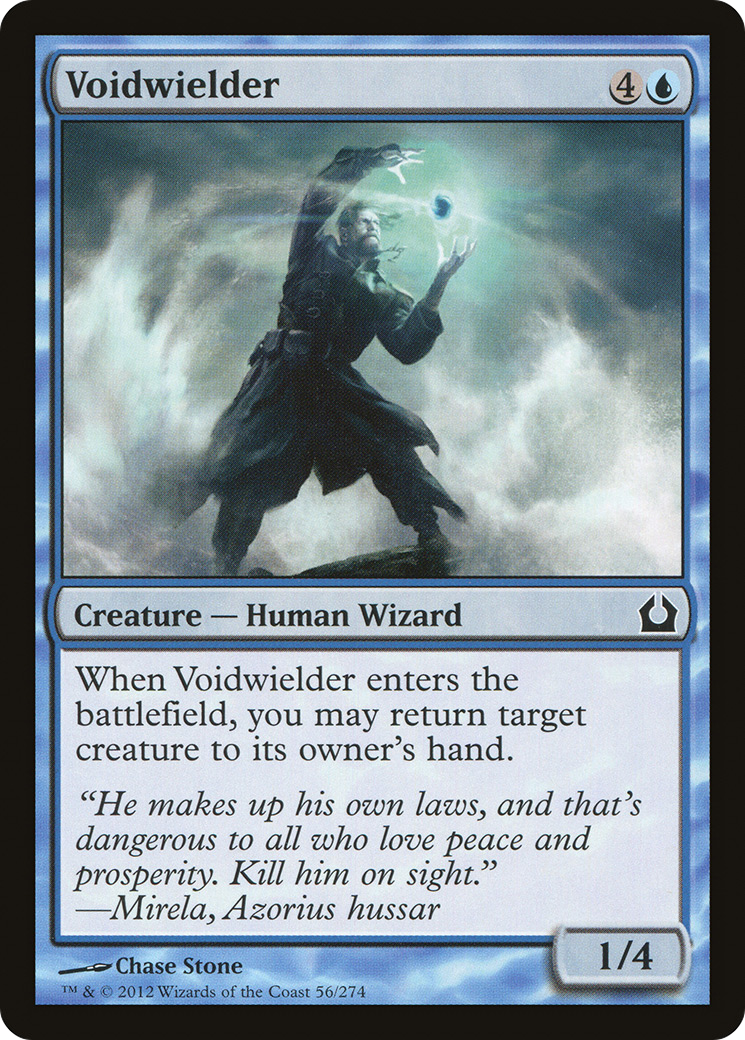 Voidwielder 4
Creature — Human Wizard
When Voidwielder enters the
battlefield, you may return target
creature to its owner's hand.
“He makes up his own laws, and that's
dangerous to all who love peace and
prosperity. Kill him on sight.”
—Mirela, Azorius hussar
1/4
Chase Stone
™ & © 2012 Wizards of the Coast 56/274